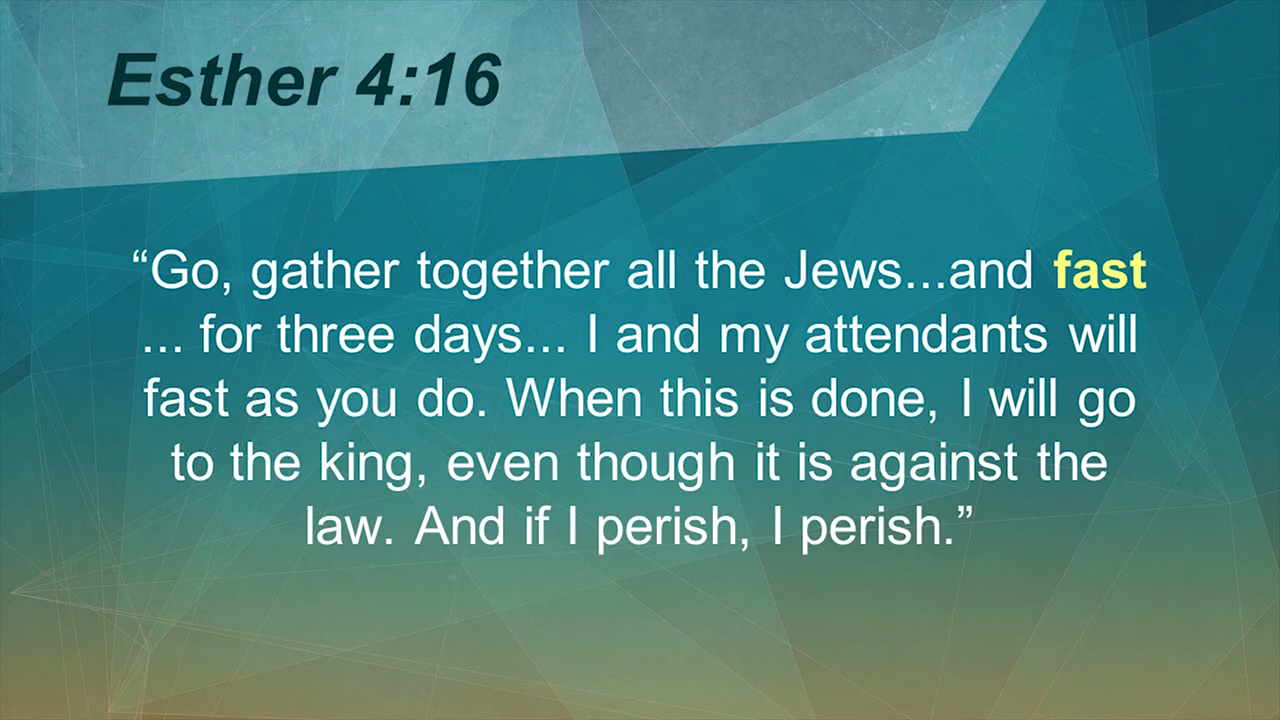 Esther 4:16
“Go, gather together all the Jews...and fast
... for three days... I and my attendants will
fast as you do. When this is done, I will go
to the king, even though it is against the
law. And if I perish, I perish.”